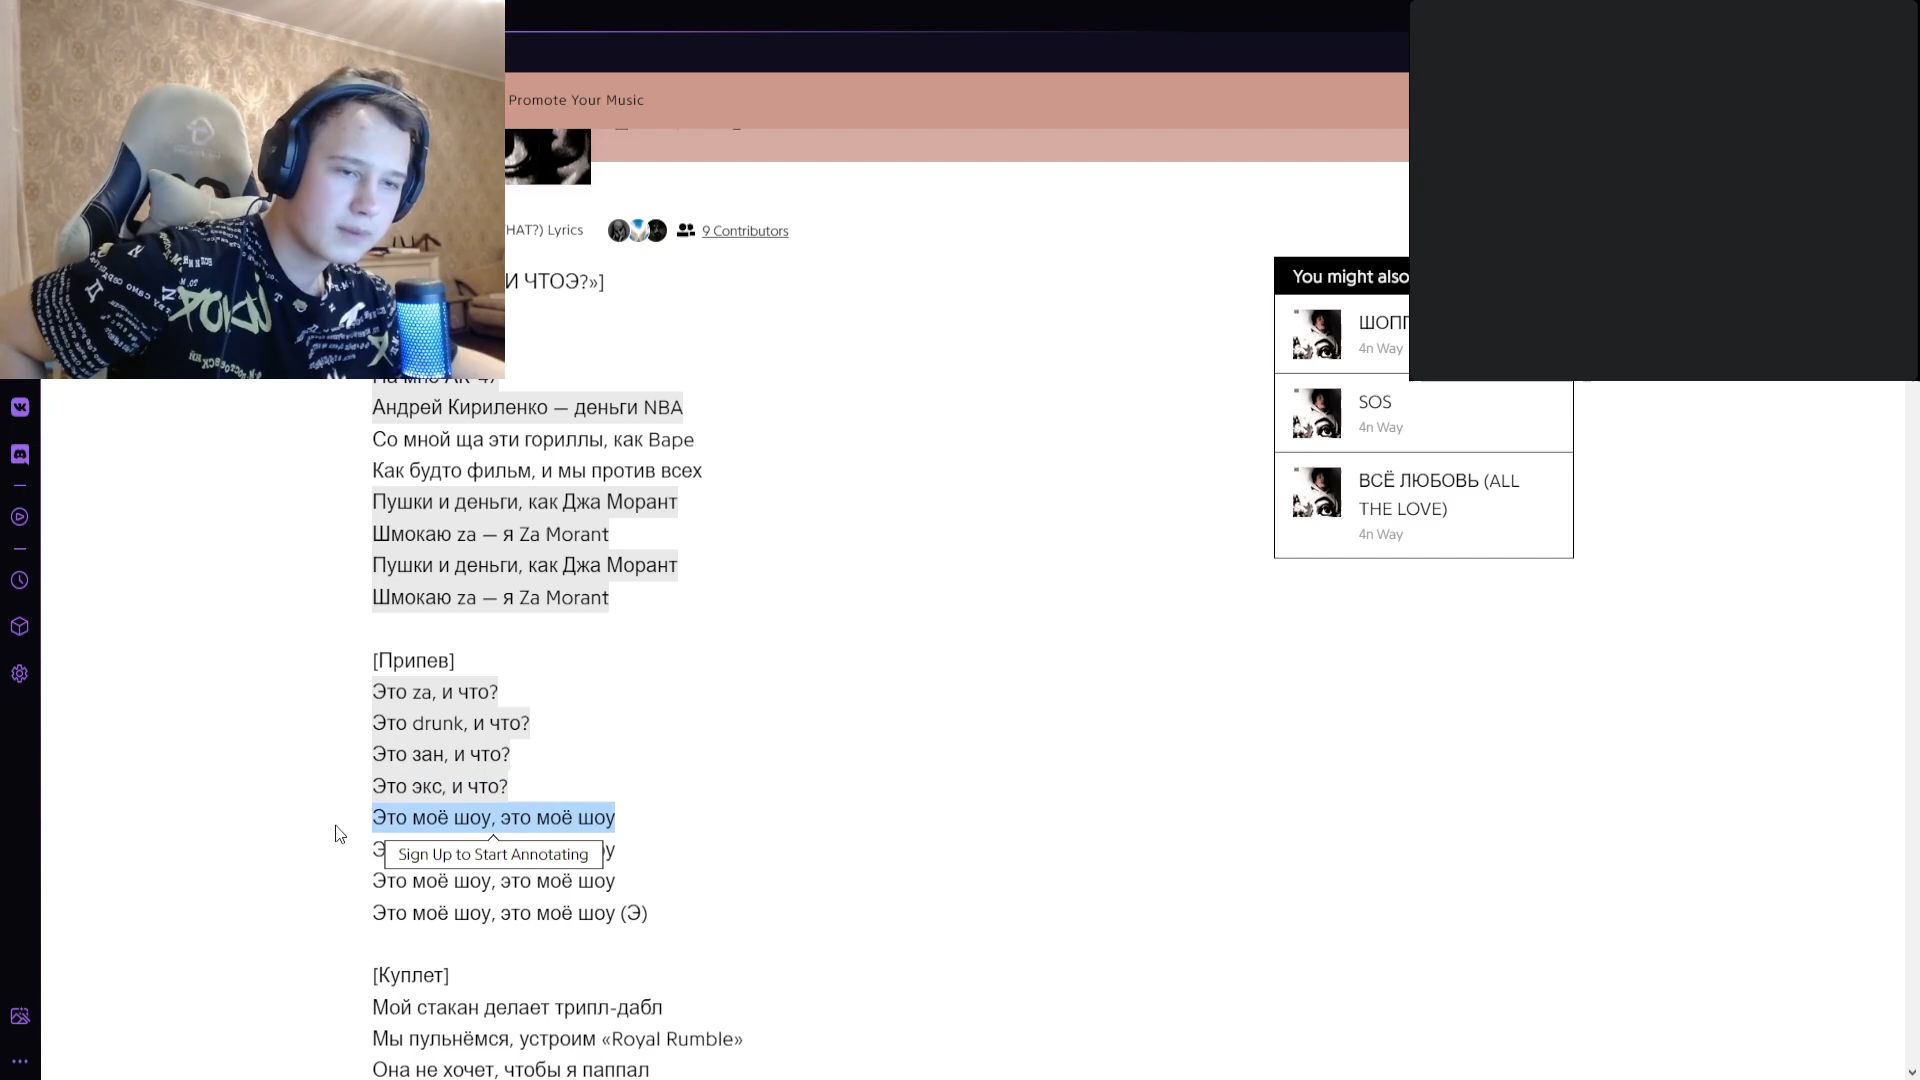 Promote Your Music
HAT?) Lyrics
9 Contributors
И ЧТОЭ?»]
You might also
ШОПП
4n Way
SOS
4n Way
ВСЁ ЛЮБОВЬ (ALL
THE LOVE)
4n Way
На мне АК-47
Андрей Кириленко — деньги NBA
Со мной ща эти гориллы, как Bape
Как будто фильм, и мы против всех
Пушки и деньги, как Джа Морант
Шмокаю za — я Za Morant
Пушки и деньги, как Джа Морант
Шмокаю za — я Za Morant
[Припев]
Это za, и что?
Это drunk, и что?
Это зан, и что?
Это экс, и что?
Это моё шоу, это моё шоу
Sign Up to Start Annotating
Это моё шоу, это моё шоу
Это моё шоу, это моё шоу (Э)
[Куплет]
Мой стакан делает трипл-дабл
Мы пульнёмся, устроим «Royal Rumble»
Она не хочет, чтобы я паппал